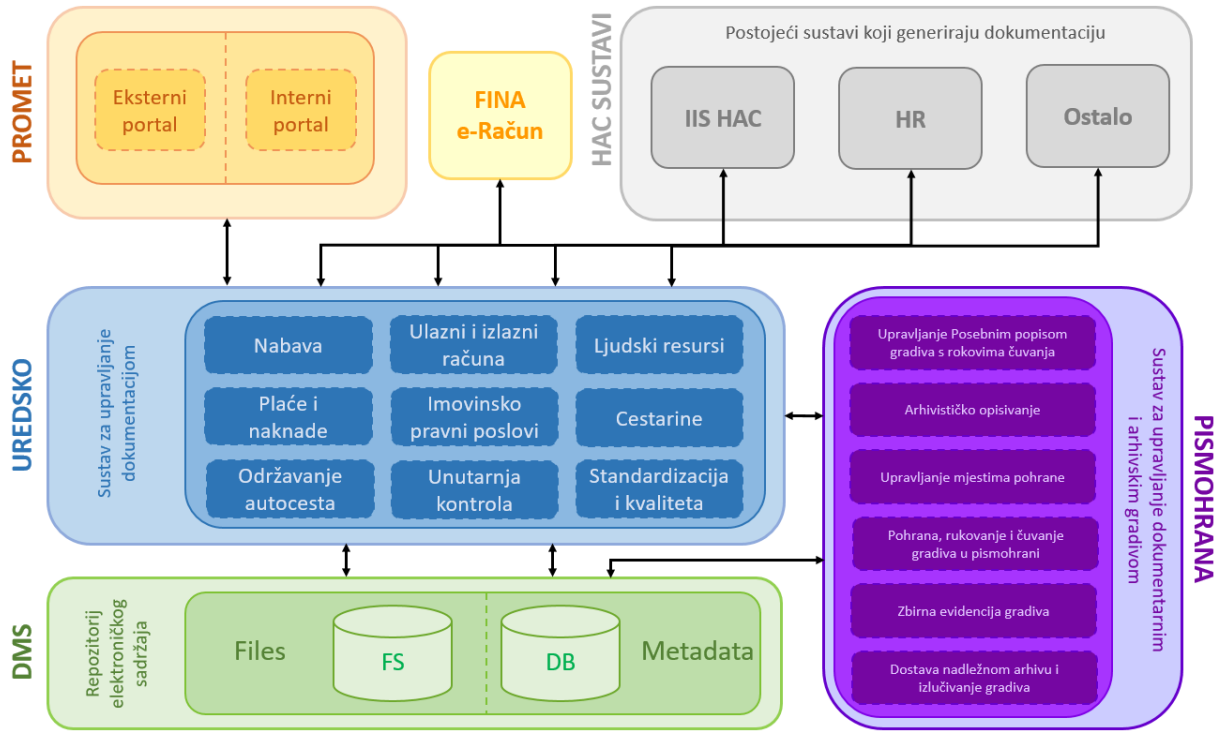 PROMET
Eksterni
portal
Interni
portal
FINA
e-Račun
HAC SUSTAVI
Postojeći sustavi koji generiraju dokumentaciju
IIS HAC
HR
Ostalo
UREDSKO
Sustav za upravljanje
dokumentacijom
Nabava
Ulazni i izlazni
računa
Ljudski resursi
Plaće i
naknade
Imovinsko
pravni poslovi
Cestarine
Održavanje
autocesta
Unutarnja
kontrola
Standardizacija
i kvaliteta
Upravljanje Posebnim popisom
gradiva s rokovima čuvanja
Arhivističko opisivanje
Upravljanje mjestima pohrane
Pohrana, rukovanje i čuvanje
gradiva u pismohrani
Zbirna evidencija gradiva
Dostava nadležnom arhivu i
izlučivanje gradiva
Sustav za upravljanje dokumentarnim
i arhivskim gradivom
PISMOHRANA
DMS
Repozitorij
elektroničkog
sadržaja
Files
FS
DB
Metadata